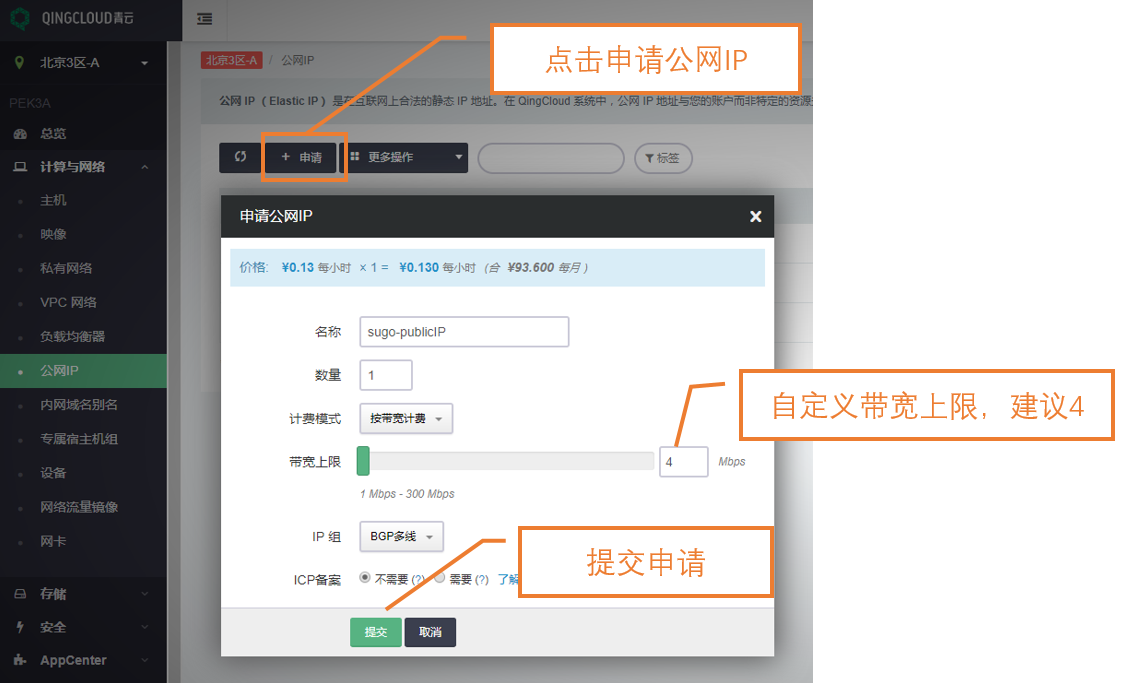 QINGCLOUD青云
北京3区-A
PEK3A
总览
计算与网络
主机
映像
私有网络
VPC 网络
负载均衡器
公网IP
内网域名别名
专属宿主机组
设备
网络流量镜像
网卡
存储
安全
AppCenter
北京3区-A / 公网IP
点击申请公网IP
公网 IP （ Elastic IP ）是在互联网上合法的静态 IP 地址。在 QingCloud 系统中，公网 IP 地址与您的账户而非特定的资源
+ 申请
更多操作
标签
申请公网IP
价格: ¥0.13 每小时 × 1 = ¥0.130 每小时 (合 ¥93.600 每月 )
名称 sugo-publicIP
数量 1
计费模式 按带宽计费
带宽上限 4 Mbps
1 Mbps - 300 Mbps
自定义带宽上限，建议4
IP 组 BGP多线
ICP备案 不需要 (?) 需要 (?) 了解
提交申请
提交 取消